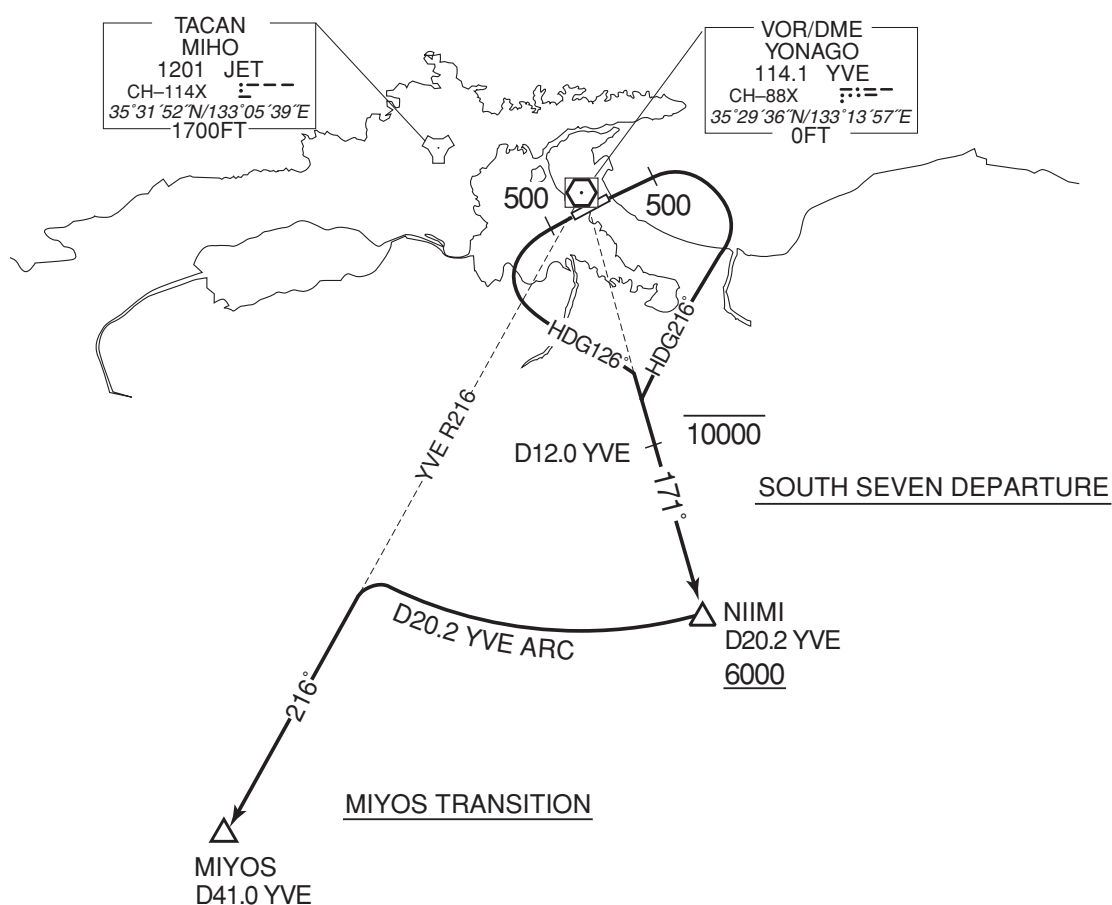 TACAN
MIHO
1201 JET
CH–114X
35°31´52˝N/133°05´39˝E
1700FT
VOR/DME
YONAGO
114.1 YVE
CH–88X
35°29´36˝N/133°13´57˝E
0FT
500
500
HDG126°
HDG216°
YVE R216
D12.0 YVE
10000
171°
SOUTH SEVEN DEPARTURE
NIIMI
D20.2 YVE
6000
D20.2 YVE ARC
216°
MIYOS TRANSITION
MIYOS
D41.0 YVE